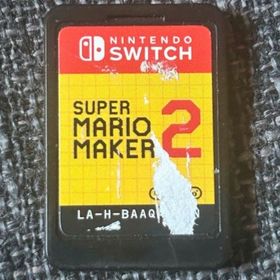 NINTENDO
SWITCH
SUPER
MARIO
MAKER 2